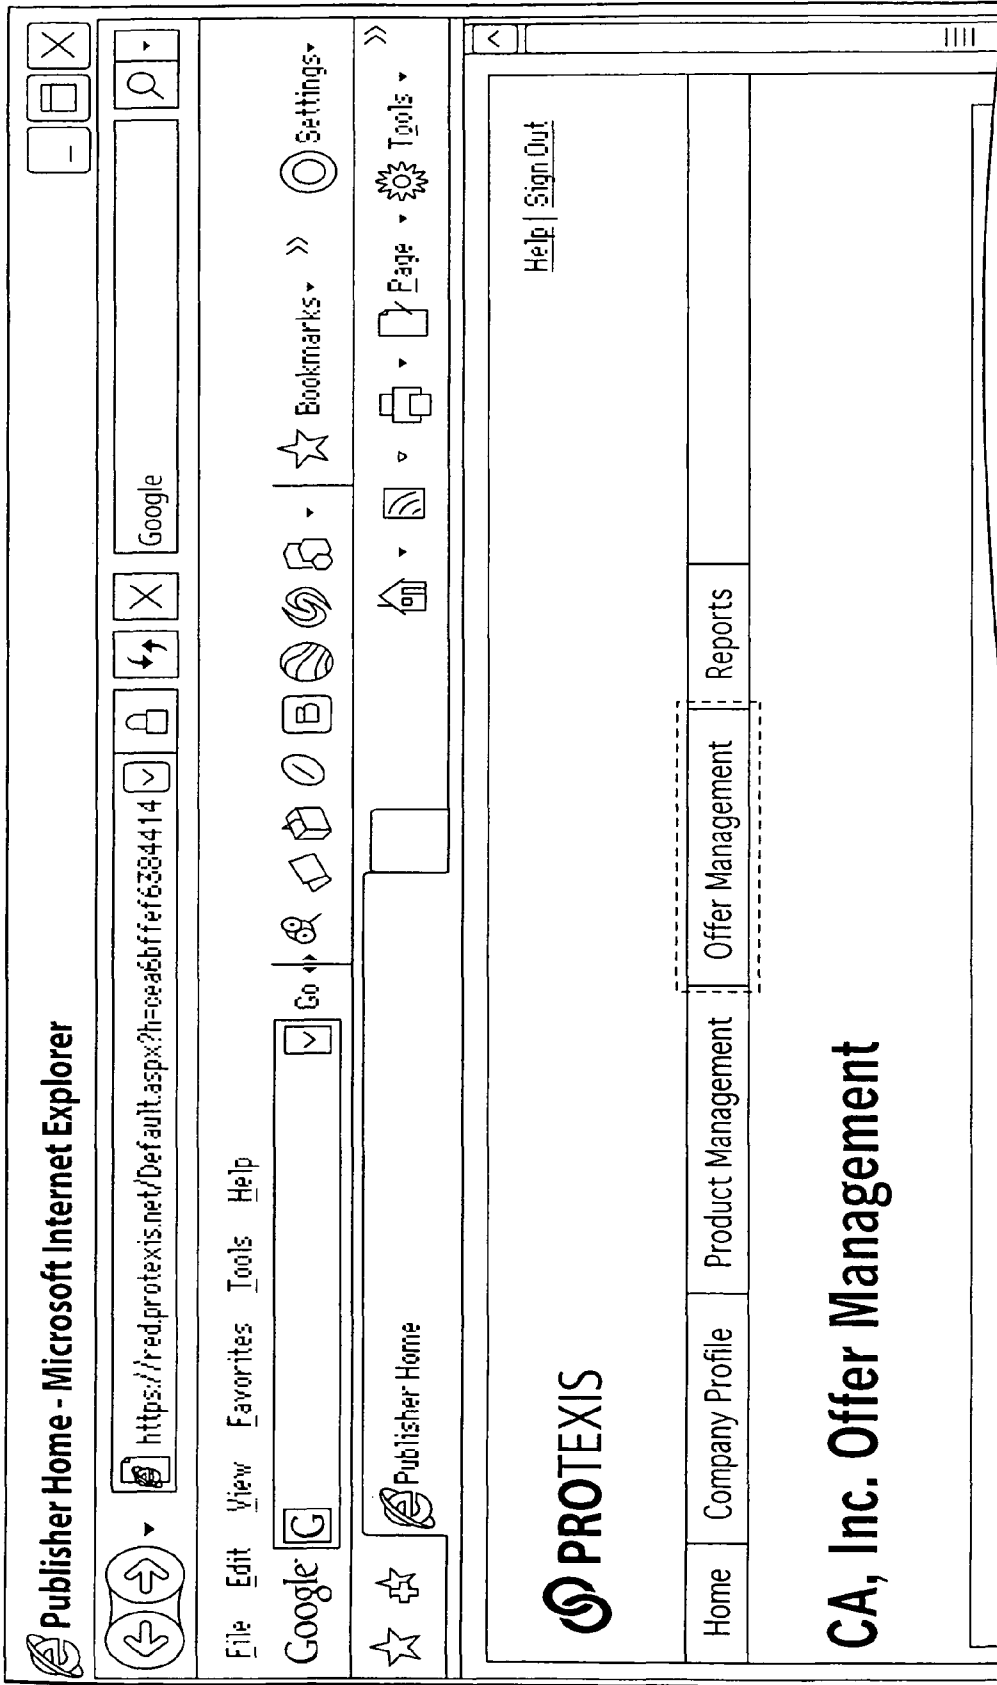 Publisher Home - Microsoft Internet Explorer
https://red.protexis.net/Default.aspx?h=cea6bffef6384414
Google
File Edit View Favorites Tools Help
Google G Go B Bookmarks Settings
Publisher Home Page Tools
Help | Sign Out
PROTEXIS
Home Company Profile Product Management Offer Management Reports
CA, Inc. Offer Management